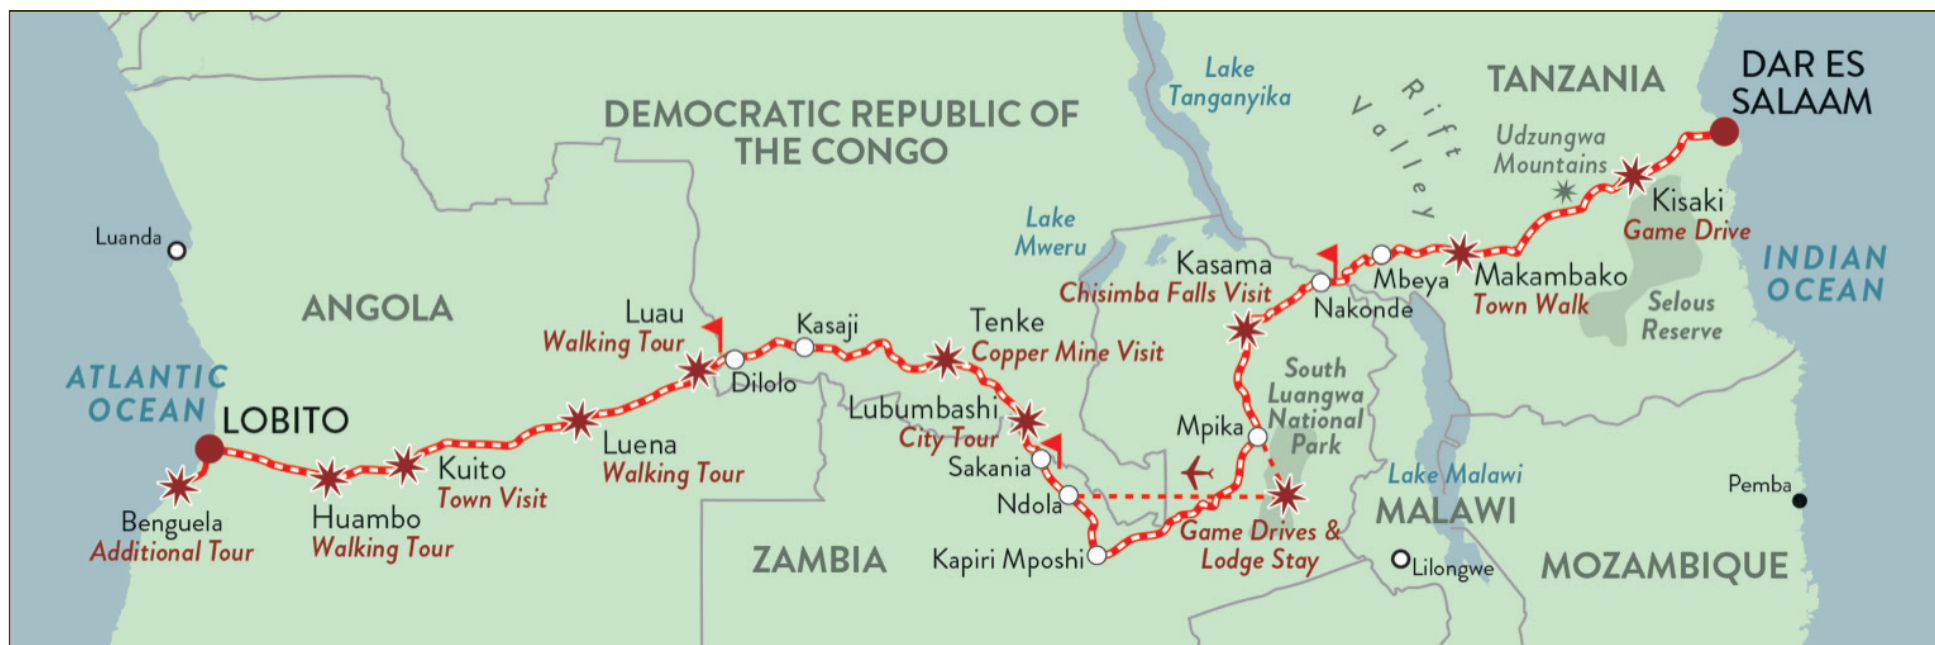 DAR ES
SALAAM
TANZANIA
Lake
Tanganyika
Rift
Valley
DEMOCRATIC REPUBLIC OF
THE CONGO
Udzungwa
Mountains
Kisaki
Game Drive
Lake
Mweru
Luanda
INDIAN
OCEAN
Kasama
Chisimba Falls Visit
Mbeya
Makambako
Town Walk
Nakonde
Selous
Reserve
ANGOLA
Luau
Walking Tour
Kasaji
Tenke
Copper Mine Visit
Dilolo
ATLANTIC
OCEAN
LOBITO
South
Luangwa
National
Park
Lubumbashi
City Tour
Mpika
Sakania
Ndola
Kuito
Town Visit
Luena
Walking Tour
Lake Malawi
MALAWI
Pemba
Benguela
Additional Tour
Huambo
Walking Tour
Game Drives &
Lodge Stay
ZAMBIA
Kapiri Mposhi
Lilongwe
MOZAMBIQUE